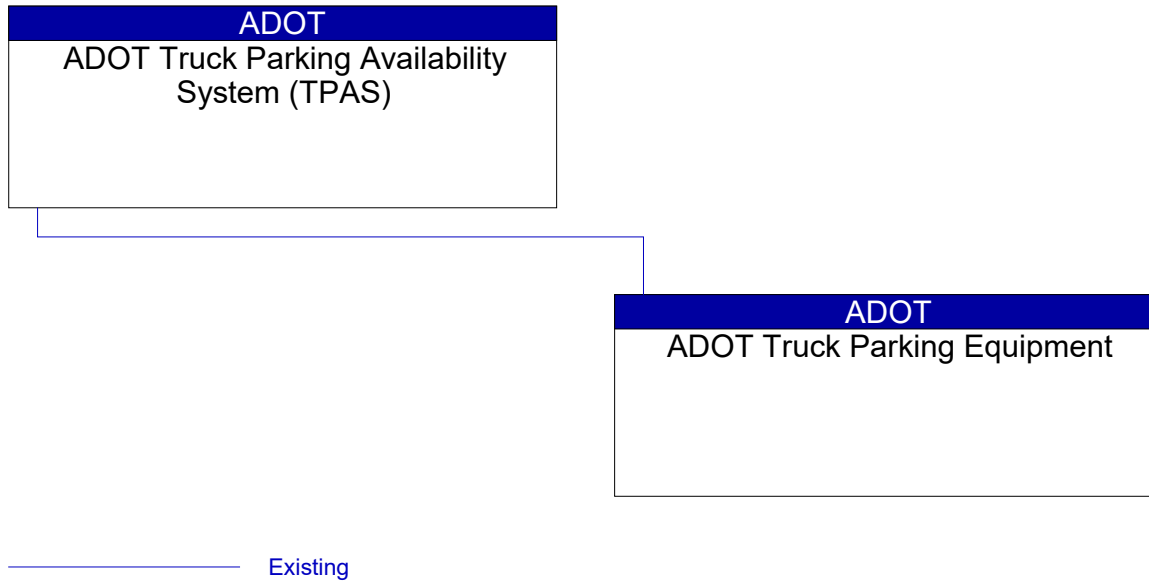 ADOT
ADOT Truck Parking Availability
System (TPAS)
ADOT
ADOT Truck Parking Equipment
Existing